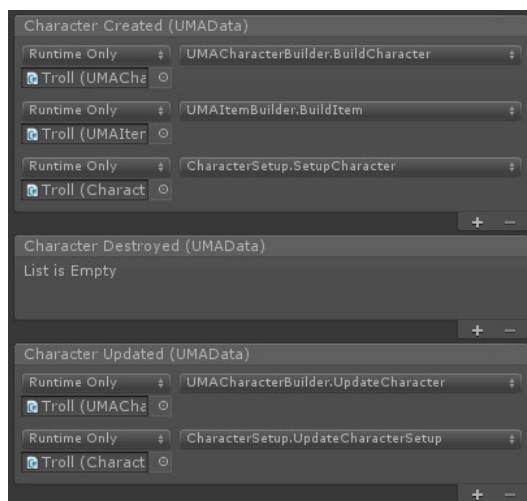 Character Created (UMAData)
Runtime Only UMACharacterBuilder.BuildCharacter
Troll (UMACha
Runtime Only UMAItemBuilder.BuildItem
Troll (UMAIter
Runtime Only CharacterSetup.SetupCharacter
Troll (Charact
+ −
Character Destroyed (UMAData)
List is Empty
+ −
Character Updated (UMAData)
Runtime Only UMACharacterBuilder.UpdateCharacter
Troll (UMACha
Runtime Only CharacterSetup.UpdateCharacterSetup
Troll (Charact
+ −